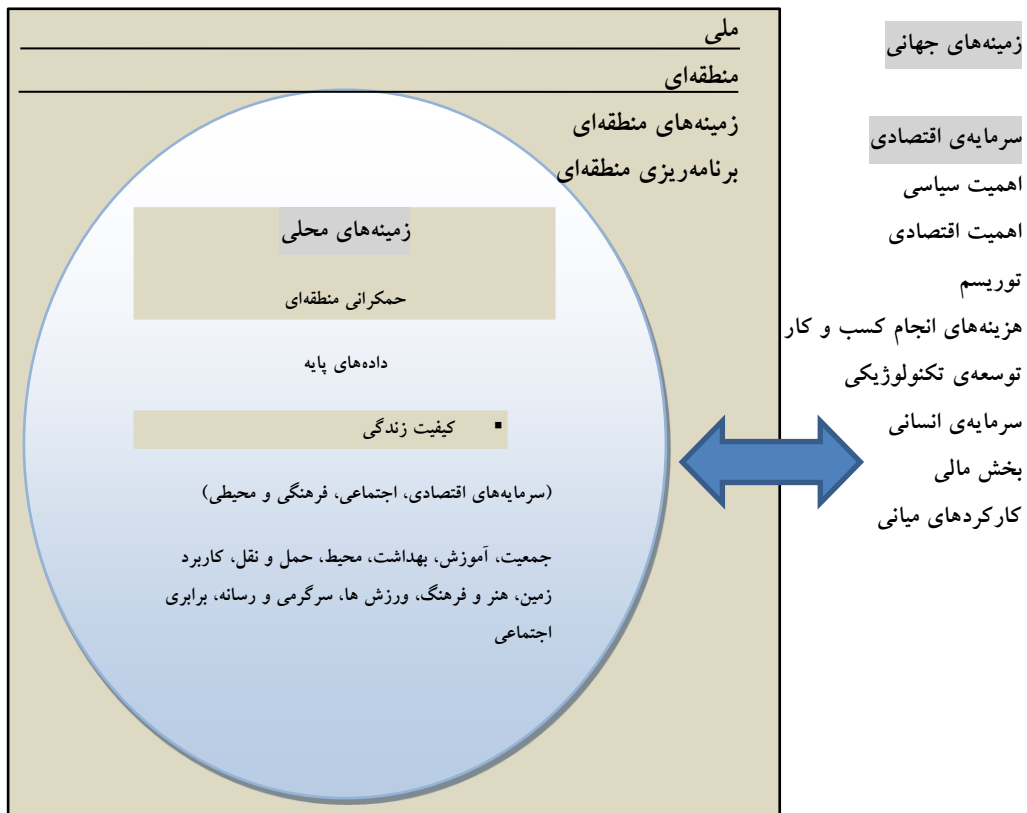 زمینه‌های جهانی
سرمایه‌ی اقتصادی
اهمیت سیاسی
اهمیت اقتصادی
توریسم
هزینه‌های انجام کسب و کار
توسعه‌ی تکنولوژیکی
سرمایه‌ی انسانی
بخش مالی
کارکردهای میانی
ملی
منطقه‌ای
زمینه‌های منطقه‌ای
برنامه‌ریزی منطقه‌ای
زمینه‌های محلی
حمکرانی منطقه‌ای
داده‌های پایه
▪ کیفیت زندگی
(سرمایه‌های اقتصادی، اجتماعی، فرهنگی و محیطی)
جمعیت، آموزش، بهداشت، محیط، حمل و نقل، کاربرد
زمین، هنر و فرهنگ، ورزش ها، سرگرمی و رسانه، برابری
اجتماعی